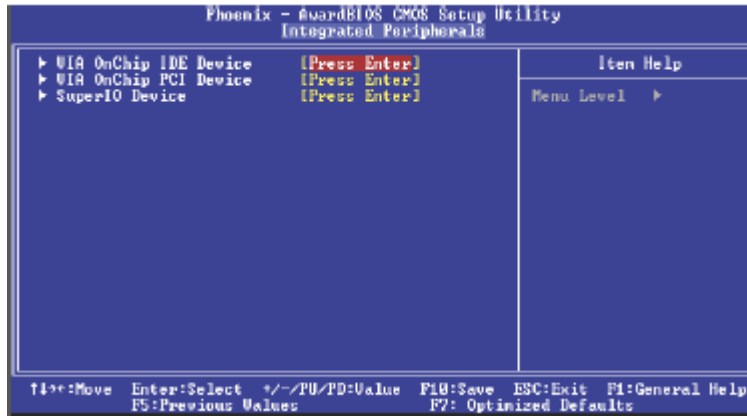 Phoenix - AwardBIOS CMOS Setup Utility
Integrated Peripherals
▶ VIA OnChip IDE Device [Press Enter]
▶ VIA OnChip PCI Device [Press Enter]
▶ SuperIO Device [Press Enter]
Item Help
Menu Level ▶
↑↓→←:Move Enter:Select +/-/PU/PD:Value F10:Save ESC:Exit F1:General Help
F5:Previous Values F7: Optimized Defaults